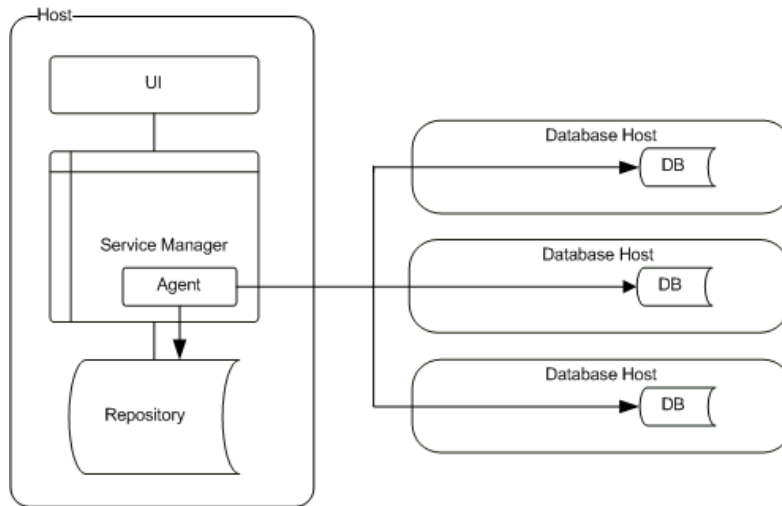 Host
UI
Service Manager
Agent
Repository
Database Host
DB
Database Host
DB
Database Host
DB